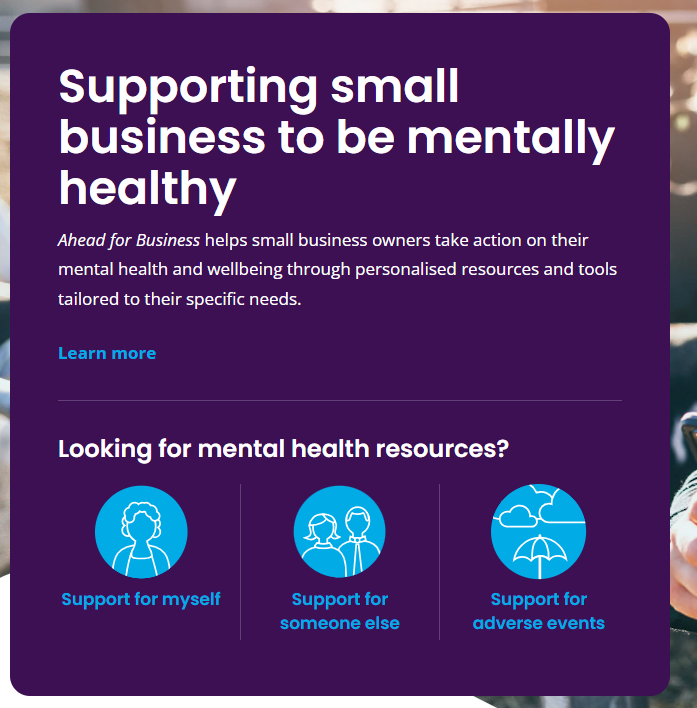 Supporting small
business to be mentally
healthy
Ahead for Business helps small business owners take action on their
mental health and wellbeing through personalised resources and tools
tailored to their specific needs.
Learn more
Looking for mental health resources?
Support for myself
Support for
someone else
Support for
adverse events